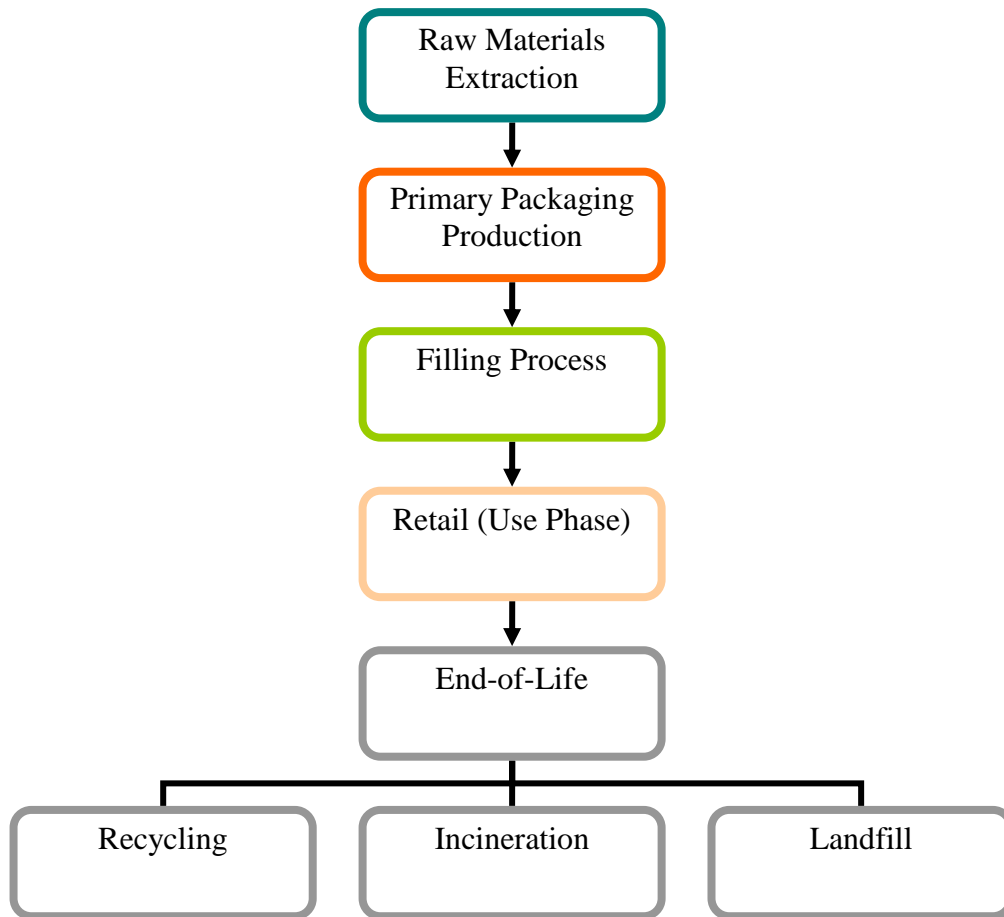 Raw Materials
Extraction
Primary Packaging
Production
Filling Process
Retail (Use Phase)
End-of-Life
Recycling
Incineration
Landfill